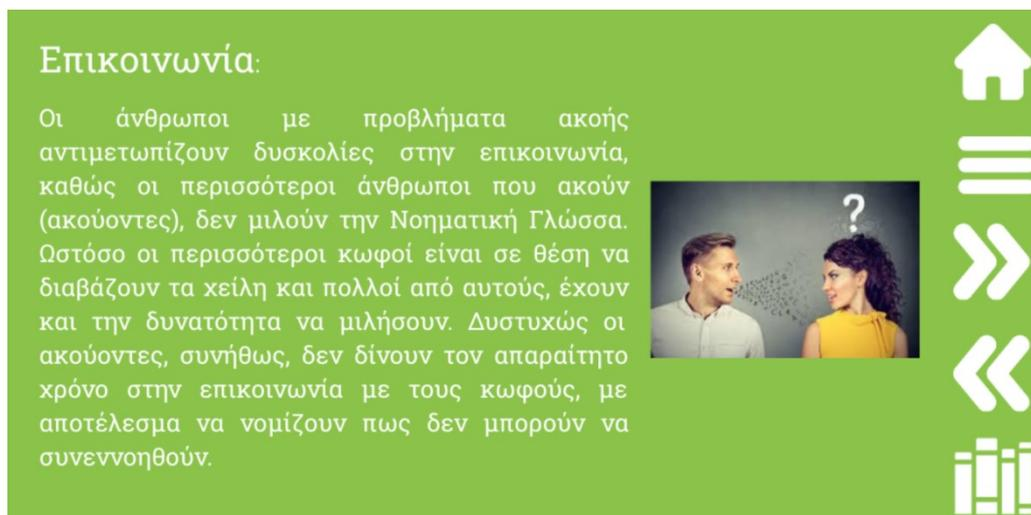 Επικοινωνία:
Οι άνθρωποι με προβλήματα ακοής
αντιμετωπίζουν δυσκολίες στην επικοινωνία,
καθώς οι περισσότεροι άνθρωποι που ακούν
(ακούοντες), δεν μιλούν την Νοηματική Γλώσσα.
Ωστόσο οι περισσότεροι κωφοί είναι σε θέση να
διαβάζουν τα χείλη και πολλοί από αυτούς, έχουν
και την δυνατότητα να μιλήσουν. Δυστυχώς οι
ακούοντες, συνήθως, δεν δίνουν τον απαραίτητο
χρόνο στην επικοινωνία με τους κωφούς, με
αποτέλεσμα να νομίζουν πως δεν μπορούν να
συνεννοηθούν.
?